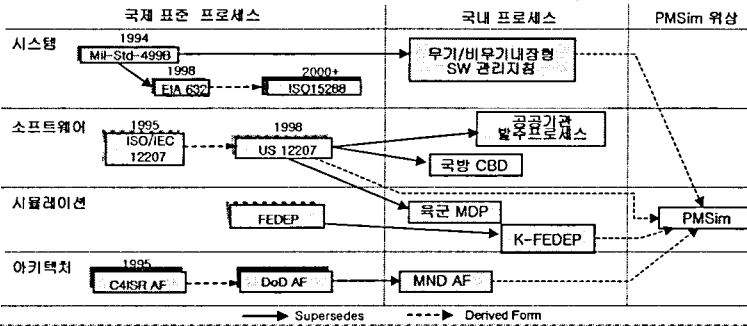 국제 표준 프로세스
국내 프로세스
PMSim 위상
시스템
1994
Mil-Std-499B
1998
EIA 632
2000+
ISO15288
무기/비무기내장형
SW 관리지침
소프트웨어
1995
ISO/IEC
12207
1998
US 12207
공공기관
발주프로세스
국방 CBD
시뮬레이션
FEDEP
육군 MDP
K-FEDEP
PMSim
아키텍처
1995
C4ISR AF
DoD AF
MND AF
Supersedes
Derived Form